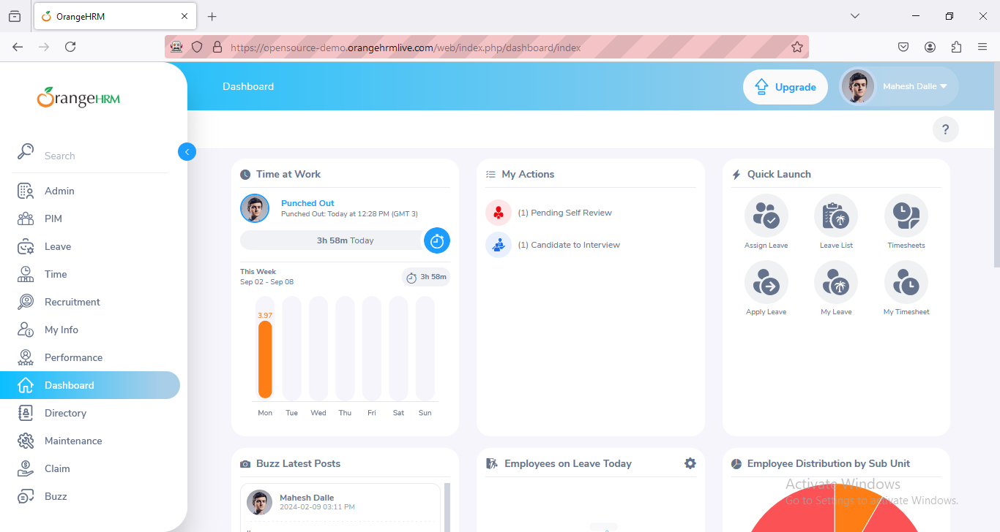 OrangeHRM
https://opensource-demo.orangehrmlive.com/web/index.php/dashboard/index
OrangeHRM
Dashboard
Upgrade
Mahesh Dalle
Search
?
Admin
PIM
Leave
Time
Recruitment
My Info
Performance
Dashboard
Directory
Maintenance
Claim
Buzz
Time at Work
Punched Out
Punched Out: Today at 12:28 PM (GMT 3)
3h 58m Today
This Week
Sep 02 - Sep 08
3h 58m
3.97
Mon Tue Wed Thu Fri Sat Sun
My Actions
(1) Pending Self Review
(1) Candidate to Interview
Quick Launch
Assign Leave
Leave List
Timesheets
Apply Leave
My Leave
My Timesheet
Buzz Latest Posts
Mahesh Dalle
2024-02-09 03:11 PM
Employees on Leave Today
Employee Distribution by Sub Unit
Activate Windows
Go to Settings to activate Windows.